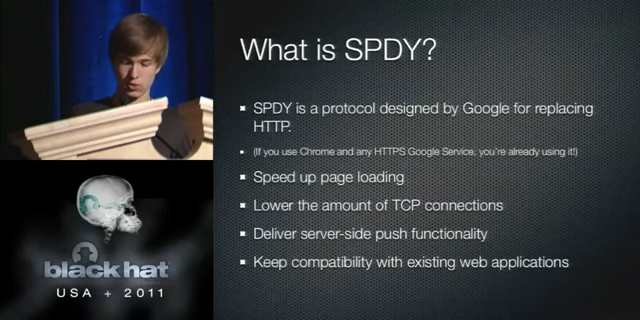 What is SPDY?
SPDY is a protocol designed by Google for replacing
HTTP.
(If you use Chrome and any HTTPS Google Service, you're already using it!)
Speed up page loading
Lower the amount of TCP connections
Deliver server-side push functionality
Keep compatibility with existing web applications
black hat
USA + 2011